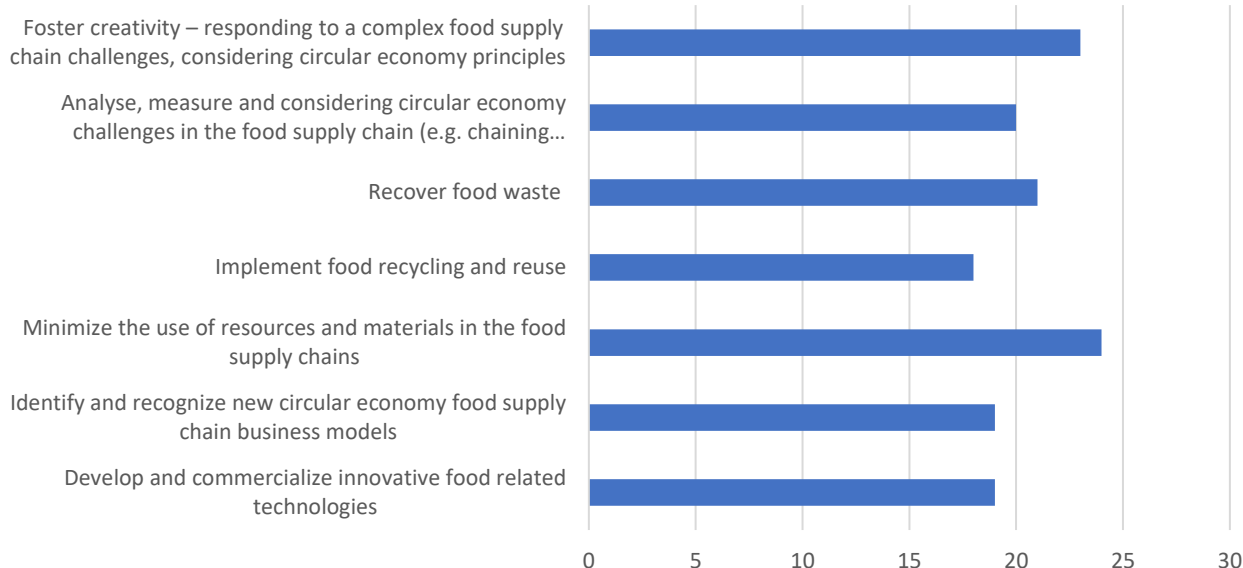 Foster creativity – responding to a complex food supply
chain challenges, considering circular economy principles
Analyse, measure and considering circular economy
challenges in the food supply chain (e.g. chaining...
Recover food waste
Implement food recycling and reuse
Minimize the use of resources and materials in the food
supply chains
Identify and recognize new circular economy food supply
chain business models
Develop and commercialize innovative food related
technologies
0 5 10 15 20 25 30